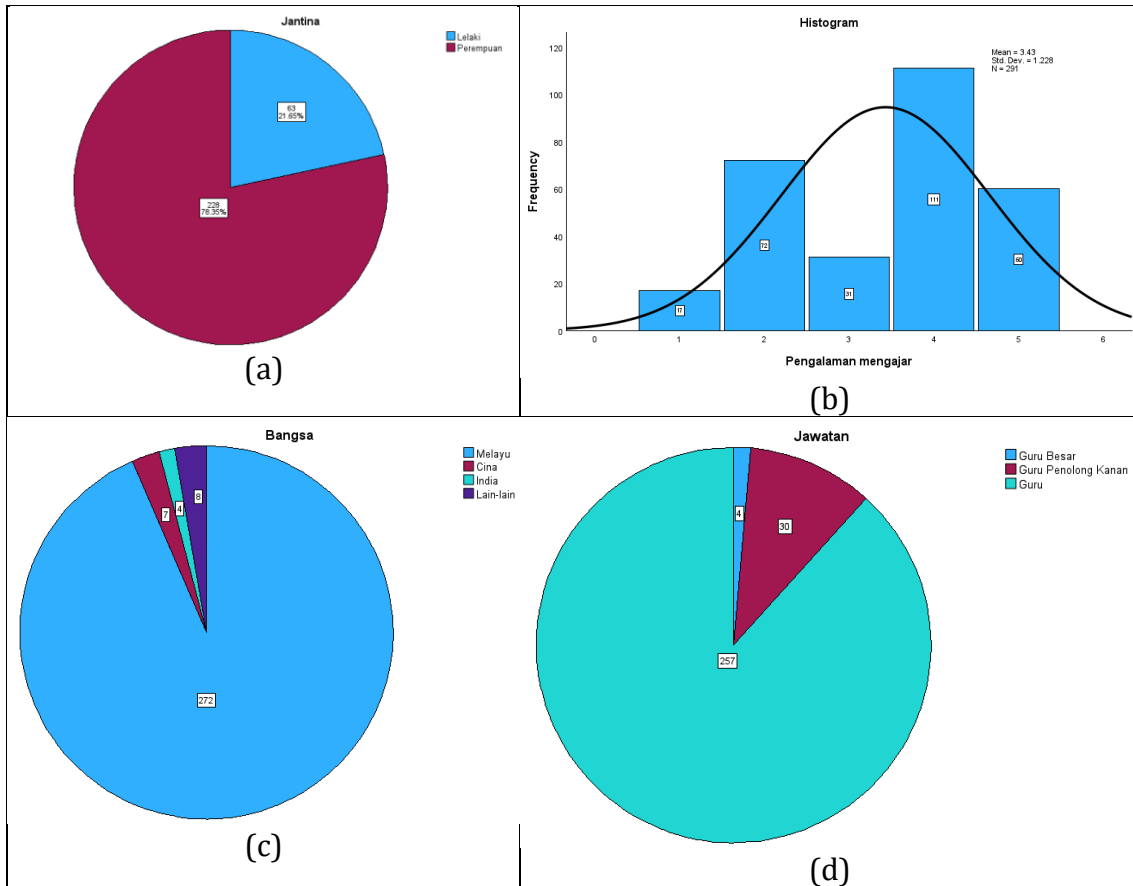 Jantina
Lelaki
Perempuan
63
21.65%
228
78.35%
(a)
Histogram
Mean = 3.43
Std. Dev. = 1.228
N = 291
Frequency
120
100
80
60
40
20
0
17
72
31
111
60
0 1 2 3 4 5 6
Pengalaman mengajar
(b)
Bangsa
Melayu
Cina
India
Lain-lain
7
4
8
272
(c)
Jawatan
Guru Besar
Guru Penolong Kanan
Guru
4
30
257
(d)